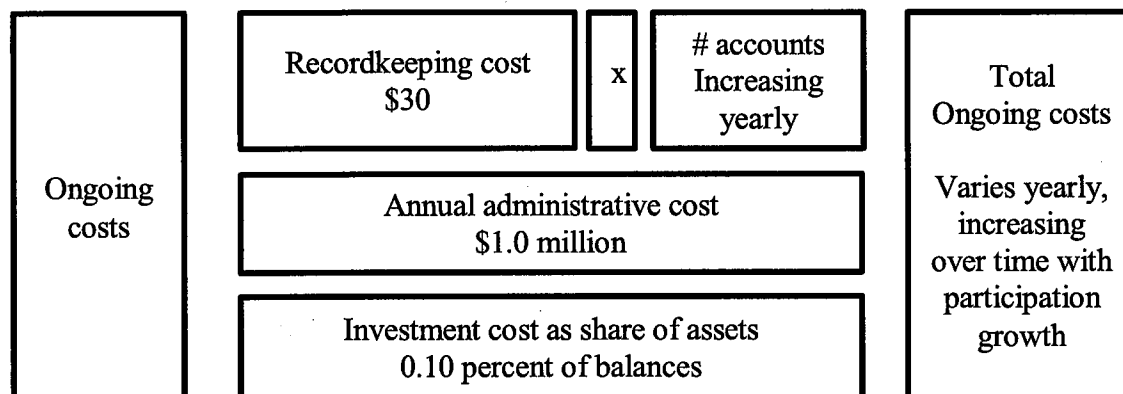 Ongoing
costs
Recordkeeping cost
$30
x
# accounts
Increasing
yearly
Annual administrative cost
$1.0 million
Investment cost as share of assets
0.10 percent of balances
Total
Ongoing costs
Varies yearly,
increasing
over time with
participation
growth